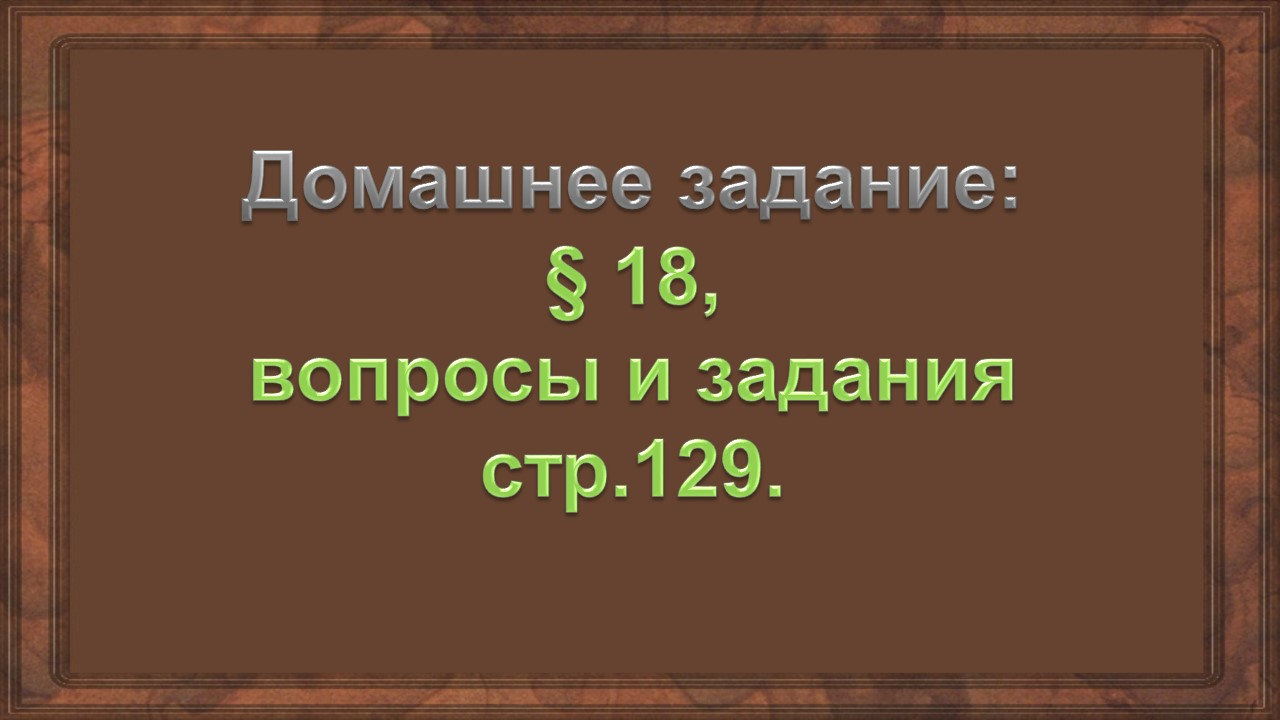 Домашнее задание:
§ 18,
вопросы и задания
стр.129.